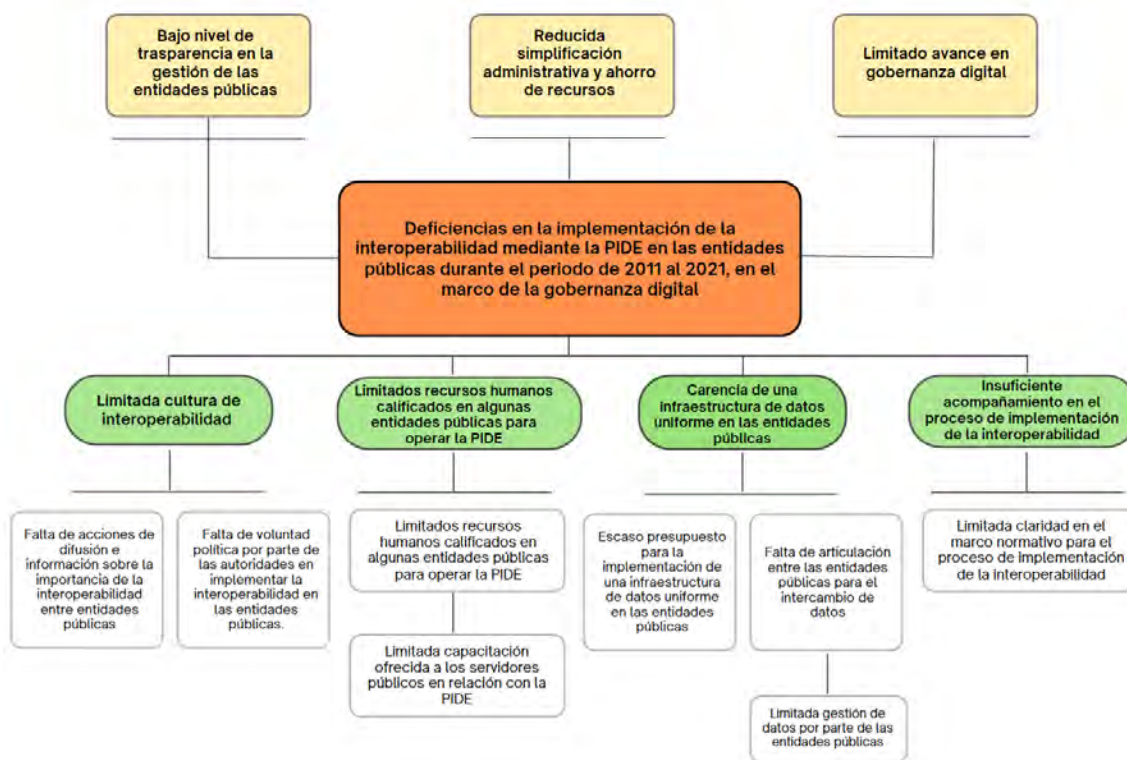 Bajo nivel de
trasparencia en la
gestión de las
entidades públicas
Reducida
simplificación
administrativa y ahorro
de recursos
Limitado avance en
gobernanza digital
Deficiencias en la implementación de la
interoperabilidad mediante la PIDE en las entidades
públicas durante el periodo de 2011 al 2021, en el
marco de la gobernanza digital
Limitada cultura de
interoperabilidad
Limitados recursos humanos
calificados en algunas
entidades públicas para
operar la PIDE
Carencia de una
infraestructura de datos
uniforme en las entidades
públicas
Insuficiente
acompañamiento en el
proceso de implementación
de la interoperabilidad
Falta de acciones de
difusión e
información sobre la
importancia de la
interoperabilidad
entre entidades
públicas
Falta de voluntad
política por parte de
las autoridades en
implementar la
interoperabilidad en
las entidades
públicas.
Limitados recursos
humanos calificados en
algunas entidades públicas
para operar la PIDE
Limitada capacitación
ofrecida a los servidores
públicos en relación con la
PIDE
Escaso presupuesto
para la
implementación de
una infraestructura
de datos uniforme
en las entidades
públicas
Falta de articulación
entre las entidades
públicas para el
intercambio de
datos
Limitada gestión de
datos por parte de las
entidades públicas
Limitada claridad en el
marco normativo para el
proceso de implementación
de la interoperabilidad